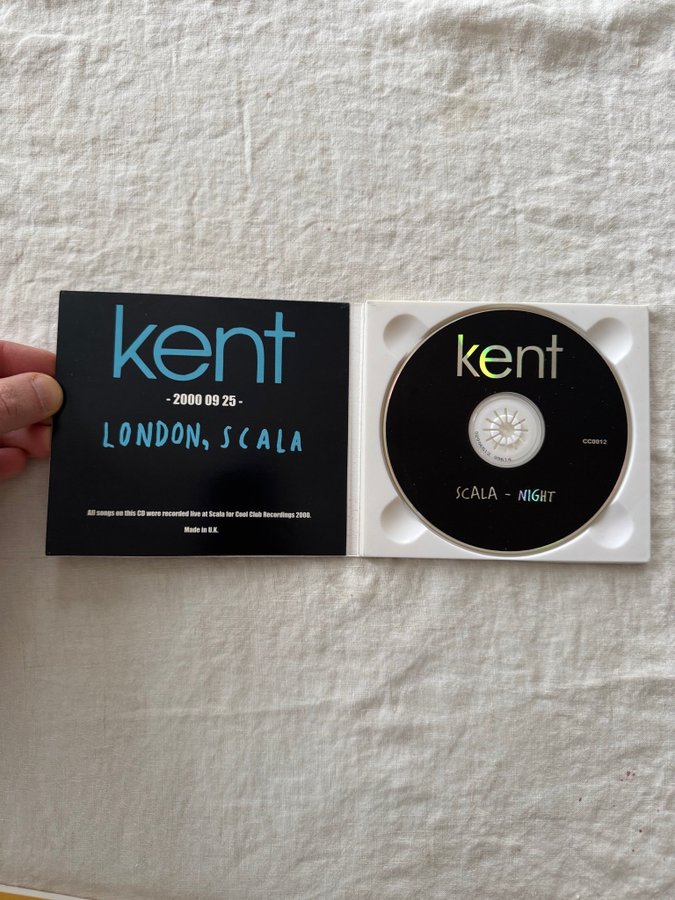 kent
- 2000 09 25 -
LONDON, SCALA
All songs on this CD were recorded live at Scala for Cool Club Recordings 2000.
Made in U.K.
kent
CC0012
SCALA - NIGHT